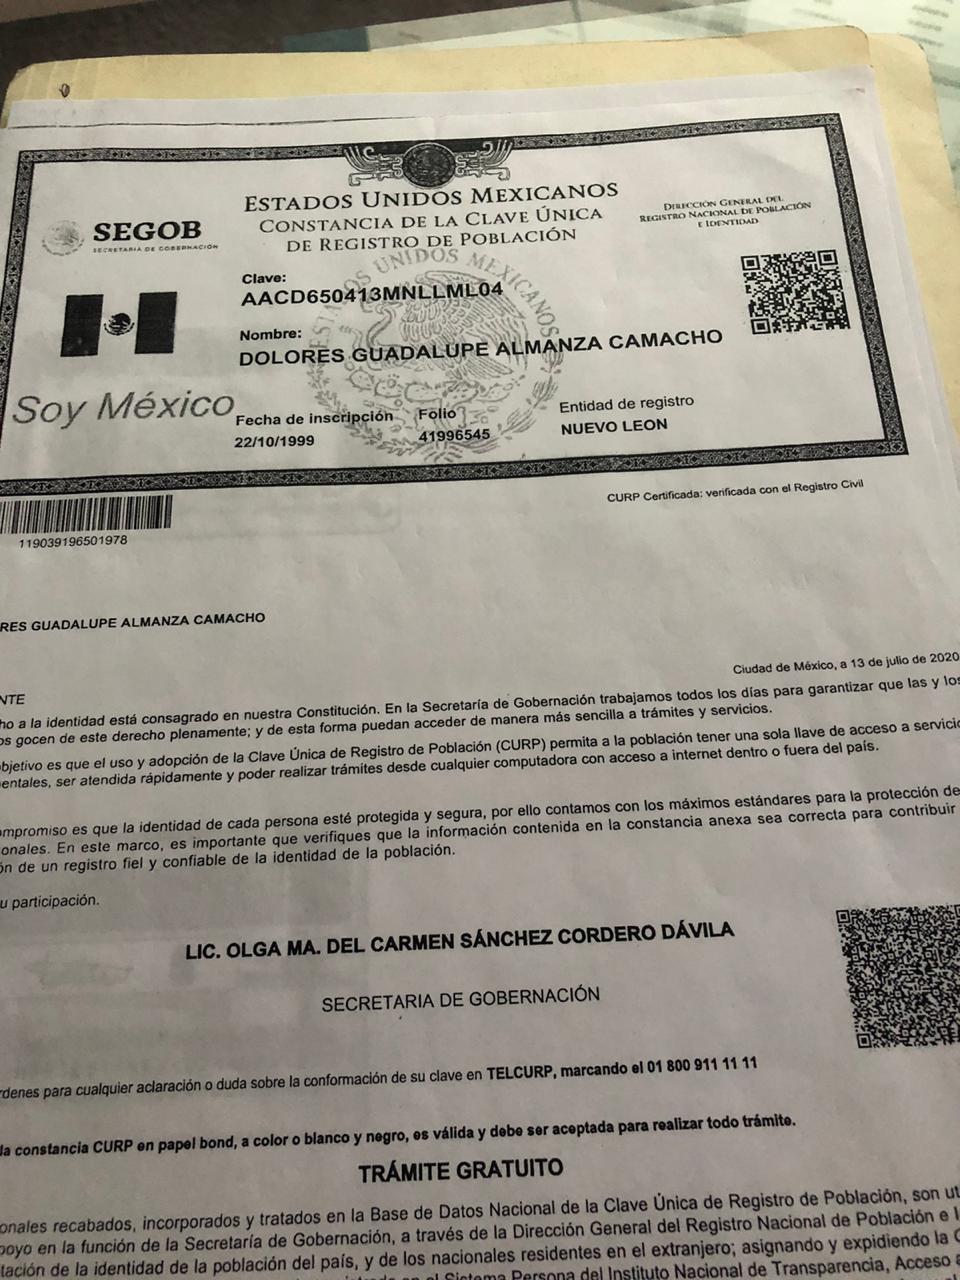 ESTADOS UNIDOS MEXICANOS
CONSTANCIA DE LA CLAVE ÚNICA
DE REGISTRO DE POBLACIÓN
SEGOB
SECRETARÍA DE GOBERNACIÓN
DIRECCIÓN GENERAL DEL
REGISTRO NACIONAL DE POBLACIÓN
E IDENTIDAD
ESTADOS UNIDOS MEXICANOS
Clave:
AACD650413MNLLML04
Nombre:
DOLORES GUADALUPE ALMANZA CAMACHO
Soy México
Fecha de inscripción
22/10/1999
Folio
41996545
Entidad de registro
NUEVO LEON
CURP Certificada: verificada con el Registro Civil
119039196501978
RES GUADALUPE ALMANZA CAMACHO
Ciudad de México, a 13 de julio de 2020
NTE
ho a la identidad está consagrado en nuestra Constitución. En la Secretaría de Gobernación trabajamos todos los días para garantizar que las y los
os gocen de este derecho plenamente; y de esta forma puedan acceder de manera más sencilla a trámites y servicios.
objetivo es que el uso y adopción de la Clave Única de Registro de Población (CURP) permita a la población tener una sola llave de acceso a servicio
entales, ser atendida rápidamente y poder realizar trámites desde cualquier computadora con acceso a internet dentro o fuera del país.
ompromiso es que la identidad de cada persona esté protegida y segura, por ello contamos con los máximos estándares para la protección de
onales. En este marco, es importante que verifiques que la información contenida en la constancia anexa sea correcta para contribuir
ón de un registro fiel y confiable de la identidad de la población.
u participación.
LIC. OLGA MA. DEL CARMEN SÁNCHEZ CORDERO DÁVILA
SECRETARIA DE GOBERNACIÓN
rdenes para cualquier aclaración o duda sobre la conformación de su clave en TELCURP, marcando el 01 800 911 11 11
la constancia CURP en papel bond, a color o blanco y negro, es válida y debe ser aceptada para realizar todo trámite.
TRÁMITE GRATUITO
onales recabados, incorporados y tratados en la Base de Datos Nacional de la Clave Única de Registro de Población, son ut
poyo en la función de la Secretaría de Gobernación, a través de la Dirección General del Registro Nacional de Población e I
tación de la identidad de la población del país, y de los nacionales residentes en el extranjero; asignando y expidiendo la C
Sistema Persona del Instituto Nacional de Transparencia, Acceso a